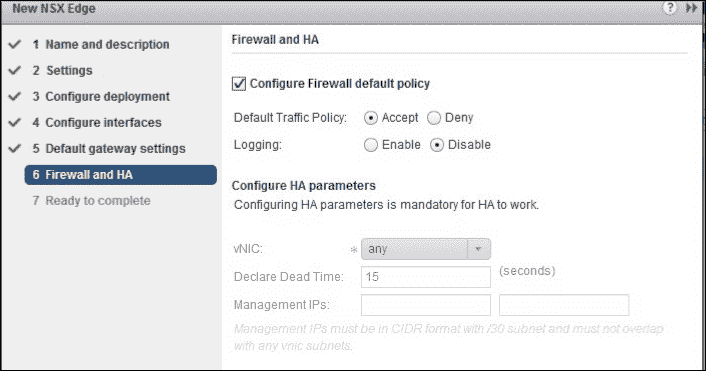 New NSX Edge ?
1 Name and description
2 Settings
3 Configure deployment
4 Configure interfaces
5 Default gateway settings
6 Firewall and HA
7 Ready to complete
Firewall and HA
Configure Firewall default policy
Default Traffic Policy: Accept Deny
Logging: Enable Disable
Configure HA parameters
Configuring HA parameters is mandatory for HA to work.
vNIC: * any
Declare Dead Time: 15 (seconds)
Management IPs:
Management IPs must be in CIDR format with /30 subnet and must not overlap
with any vnic subnets.